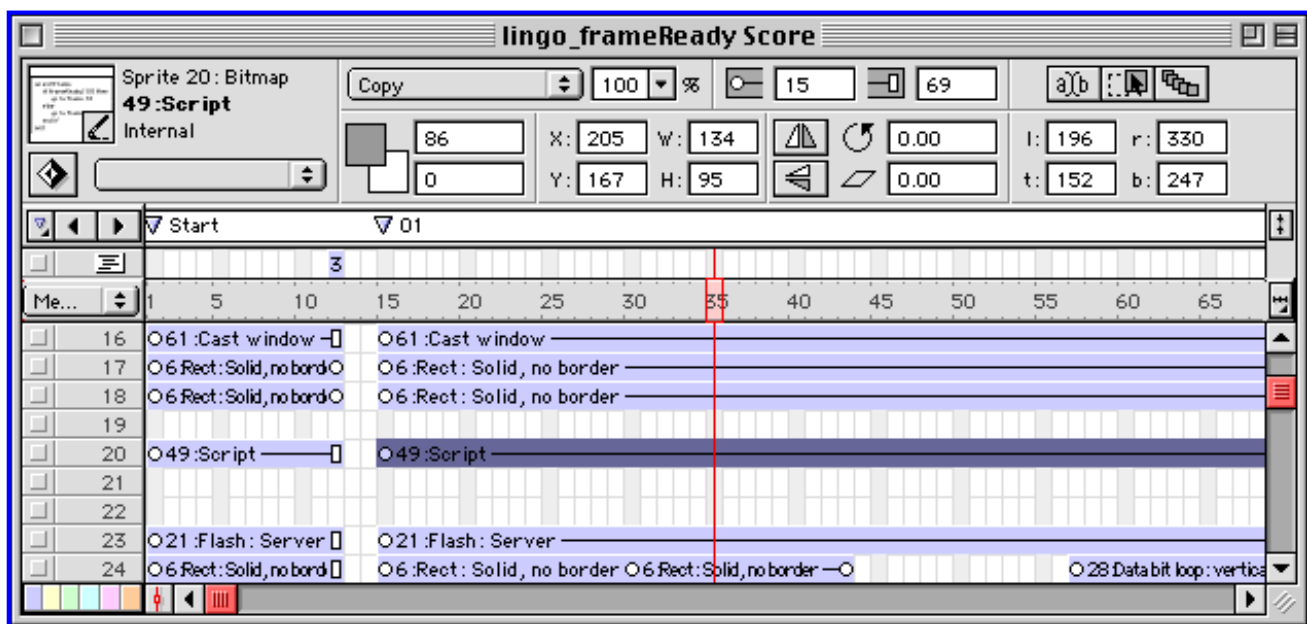 lingo_frameReady Score
Sprite 20: Bitmap
49:Script
Internal
Copy
100 %
15
69
86
0
X: 205 W: 134
Y: 167 H: 95
0.00
0.00
l: 196 r: 330
t: 152 b: 247
Start 01
3
Me... 1 5 10 15 20 25 30 35 40 45 50 55 60 65
16 61:Cast window 61:Cast window
17 6:Rect:Solid, no bord 6:Rect: Solid, no border
18 6:Rect:Solid, no bord 6:Rect: Solid, no border
19
20 49:Script 49:Script
21
22
23 21:Flash: Server 21:Flash: Server
24 6:Rect:Solid, no bord 6:Rect: Solid, no border 6:Rect:Solid, no border 28:Data bit loop: vertica